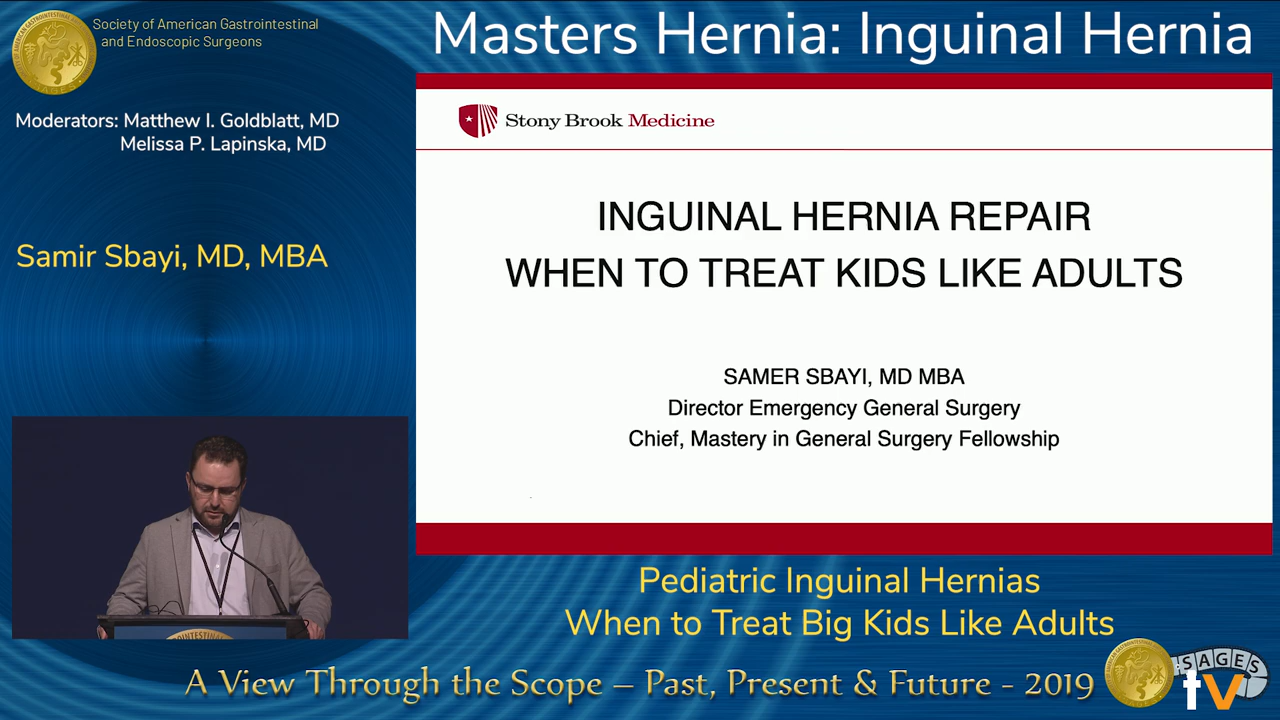 Society of American Gastrointestinal
and Endoscopic Surgeons
Masters Hernia: Inguinal Hernia
Moderators: Matthew I. Goldblatt, MD
Melissa P. Lapinska, MD
Samir Sbayi, MD, MBA
Stony Brook Medicine
INGUINAL HERNIA REPAIR
WHEN TO TREAT KIDS LIKE ADULTS
SAMER SBAYI, MD MBA
Director Emergency General Surgery
Chief, Mastery in General Surgery Fellowship
Pediatric Inguinal Hernias
When to Treat Big Kids Like Adults
A View Through the Scope – Past, Present & Future - 2019
SAGES
tv